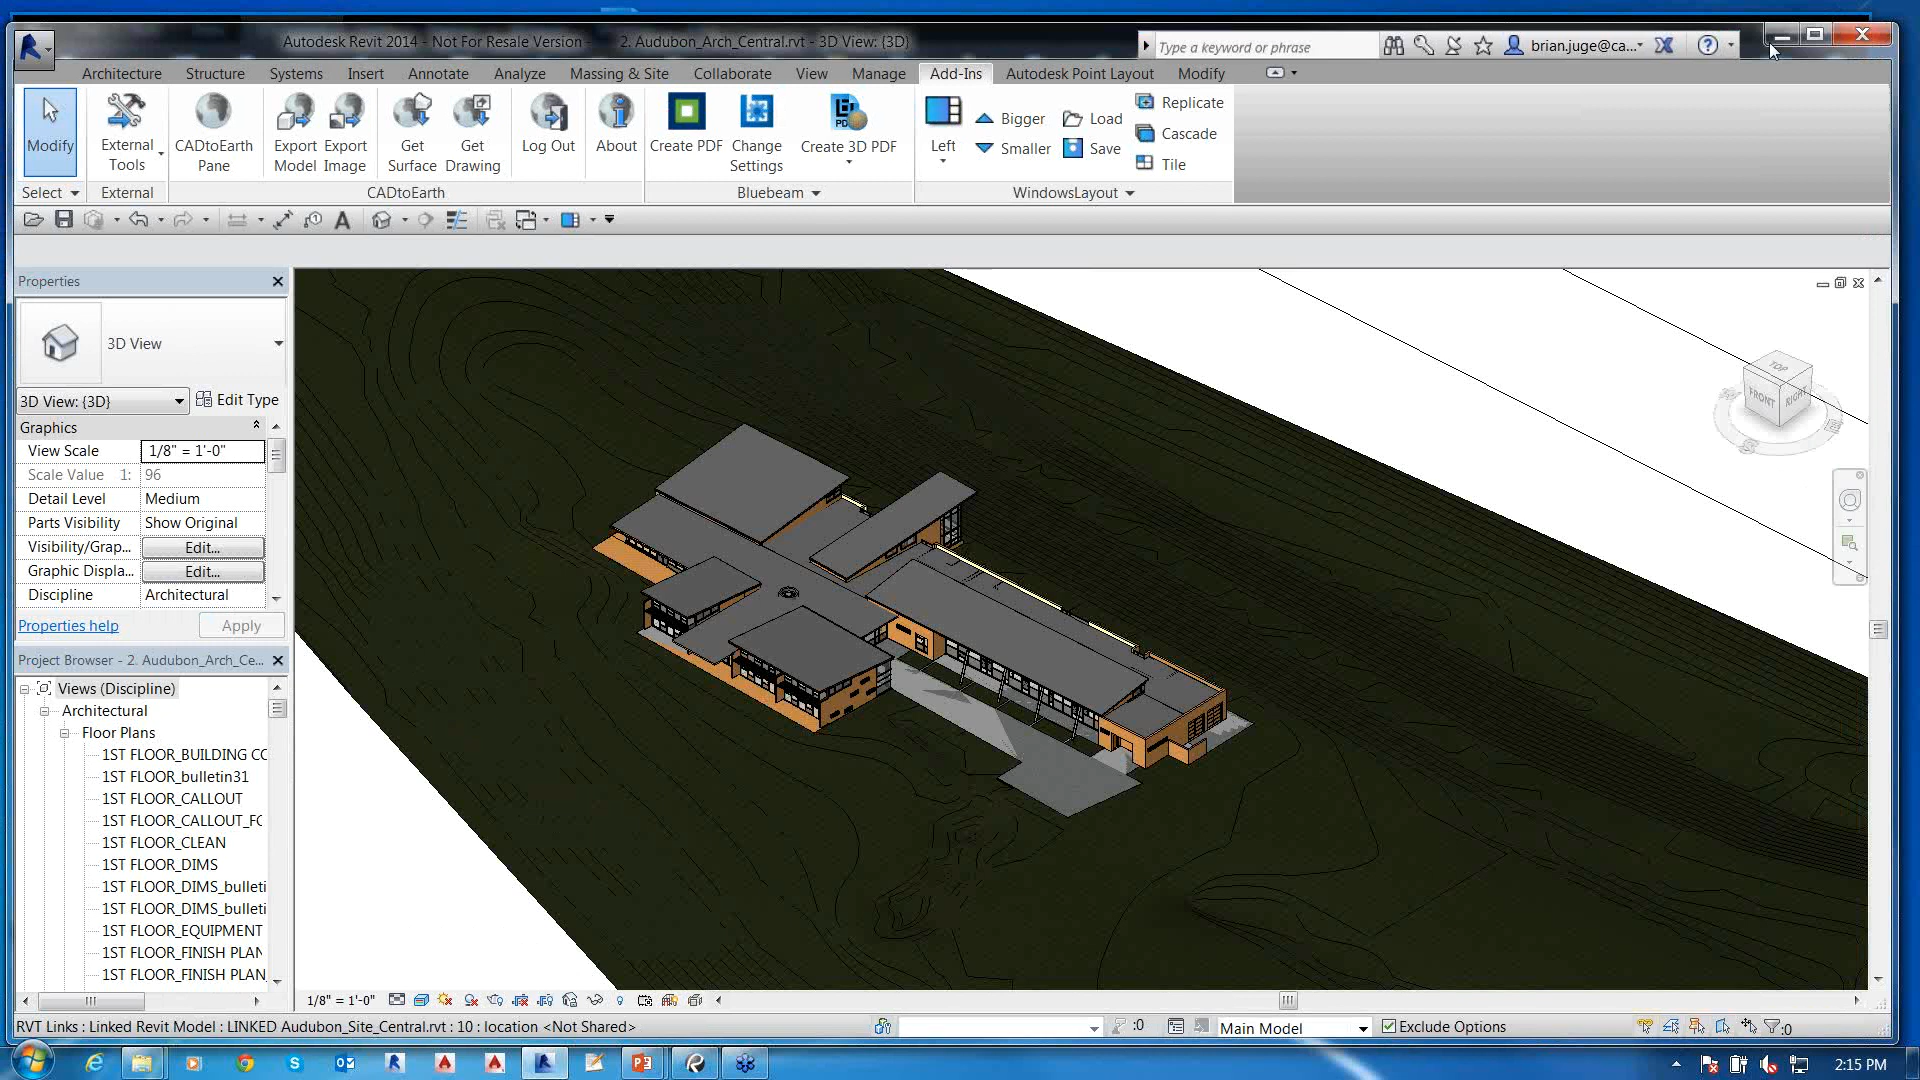 Autodesk Revit 2014 - Not For Resale Version - 2. Audubon_Arch_Central.rvt - 3D View: {3D}
Type a keyword or phrase
brian.juge@ca...
Architecture Structure Systems Insert Annotate Analyze Massing & Site Collaborate View Manage Add-Ins Autodesk Point Layout Modify
Modify
External Tools
CADtoEarth Pane
Export Model
Export Image
Get Surface
Get Drawing
Log Out
About
Create PDF
Change Settings
Create 3D PDF
Left
Bigger
Smaller
Load
Save
Replicate
Cascade
Tile
Select External CADtoEarth Bluebeam WindowsLayout
Properties
3D View
3D View: {3D} Edit Type
Graphics
View Scale 1/8" = 1'-0"
Scale Value 1: 96
Detail Level Medium
Parts Visibility Show Original
Visibility/Grap... Edit...
Graphic Displa... Edit...
Discipline Architectural
Properties help Apply
Project Browser - 2. Audubon_Arch_Ce...
Views (Discipline)
Architectural
Floor Plans
1ST FLOOR_BUILDING CO
1ST FLOOR_bulletin31
1ST FLOOR_CALLOUT
1ST FLOOR_CALLOUT_FC
1ST FLOOR_CLEAN
1ST FLOOR_DIMS
1ST FLOOR_DIMS_bulleti
1ST FLOOR_DIMS_bulleti
1ST FLOOR_EQUIPMENT
1ST FLOOR_FINISH PLAN
1ST FLOOR_FINISH PLAN
TOP
FRONT
RIGHT
1/8" = 1'-0"
RVT Links : Linked Revit Model : LINKED Audubon_Site_Central.rvt : 10 : location <Not Shared>
:0
Main Model
Exclude Options
:0
2:15 PM